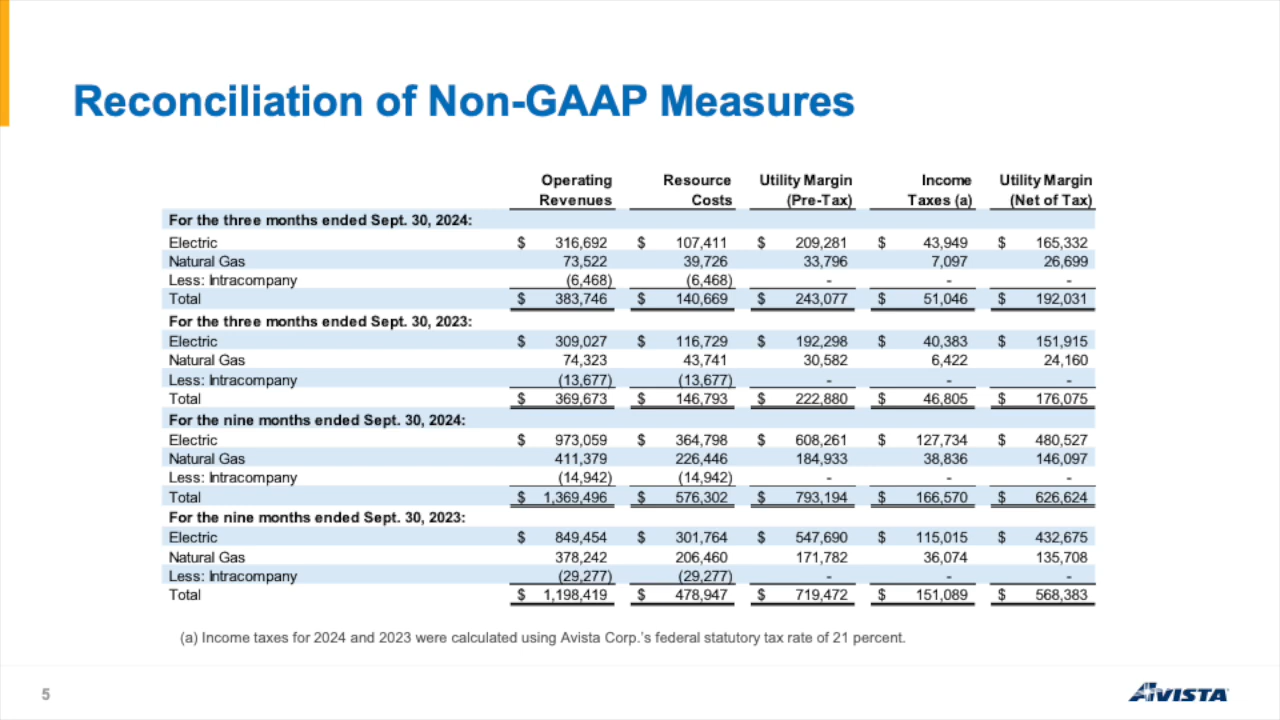 Reconciliation of Non-GAAP Measures
Operating Resource Utility Margin Income Utility Margin
Revenues Costs (Pre-Tax) Taxes (a) (Net of Tax)
For the three months ended Sept. 30, 2024:
Electric $ 316,692 $ 107,411 $ 209,281 $ 43,949 $ 165,332
Natural Gas 73,522 39,726 33,796 7,097 26,699
Less: Intracompany (6,468) (6,468) - - -
Total $ 383,746 $ 140,669 $ 243,077 $ 51,046 $ 192,031
For the three months ended Sept. 30, 2023:
Electric $ 309,027 $ 116,729 $ 192,298 $ 40,383 $ 151,915
Natural Gas 74,323 43,741 30,582 6,422 24,160
Less: Intracompany (13,677) (13,677) - - -
Total $ 369,673 $ 146,793 $ 222,880 $ 46,805 $ 176,075
For the nine months ended Sept. 30, 2024:
Electric $ 973,059 $ 364,798 $ 608,261 $ 127,734 $ 480,527
Natural Gas 411,379 226,446 184,933 38,836 146,097
Less: Intracompany (14,942) (14,942) - - -
Total $ 1,369,496 $ 576,302 $ 793,194 $ 166,570 $ 626,624
For the nine months ended Sept. 30, 2023:
Electric $ 849,454 $ 301,764 $ 547,690 $ 115,015 $ 432,675
Natural Gas 378,242 206,460 171,782 36,074 135,708
Less: Intracompany (29,277) (29,277) - - -
Total $ 1,198,419 $ 478,947 $ 719,472 $ 151,089 $ 568,383
(a) Income taxes for 2024 and 2023 were calculated using Avista Corp.'s federal statutory tax rate of 21 percent.
5
AVISTA